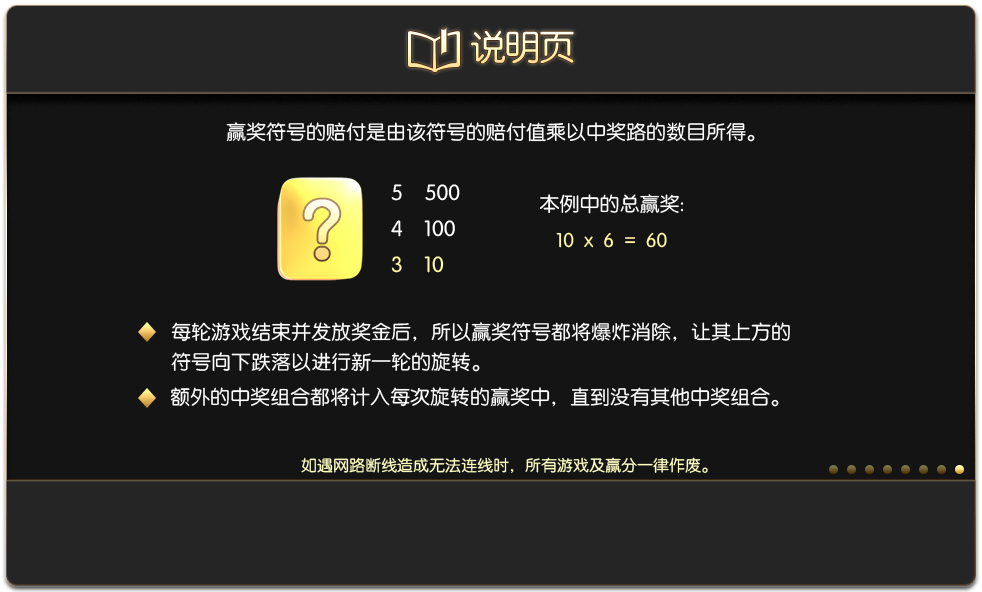 说明页
赢奖符号的赔付是由该符号的赔付值乘以中奖路的数目所得。
?
5 500
4 100
3 10
本例中的总赢奖:
10 x 6 = 60
每轮游戏结束并发放奖金后，所以赢奖符号都将爆炸消除，让其上方的
符号向下跌落以进行新一轮的旋转。
额外的中奖组合都将计入每次旋转的赢奖中，直到没有其他中奖组合。
如遇网路断线造成无法连线时，所有游戏及赢分一律作废。